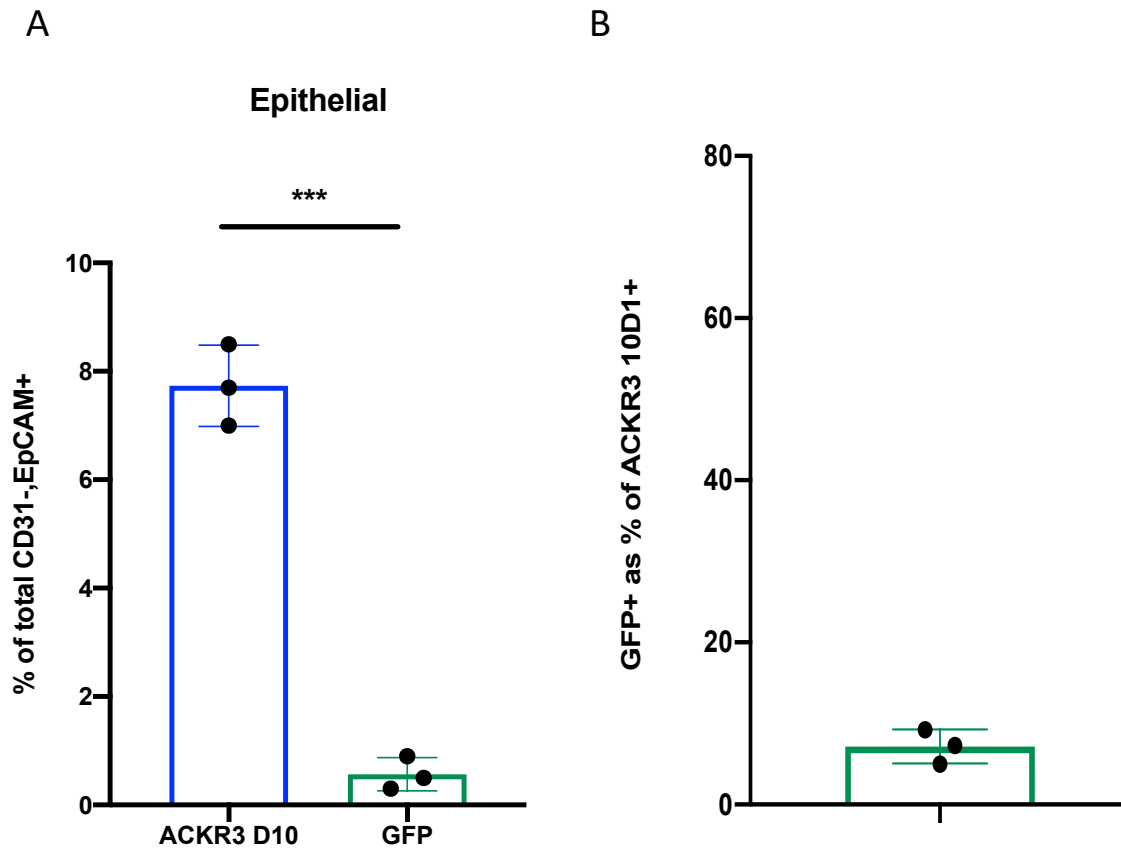 A
B
Epithelial
***
% of total CD31-,EpCAM+
10
8
6
4
2
0
ACKR3 D10
GFP
GFP+ as % of ACKR3 10D1+
80
60
40
20
0